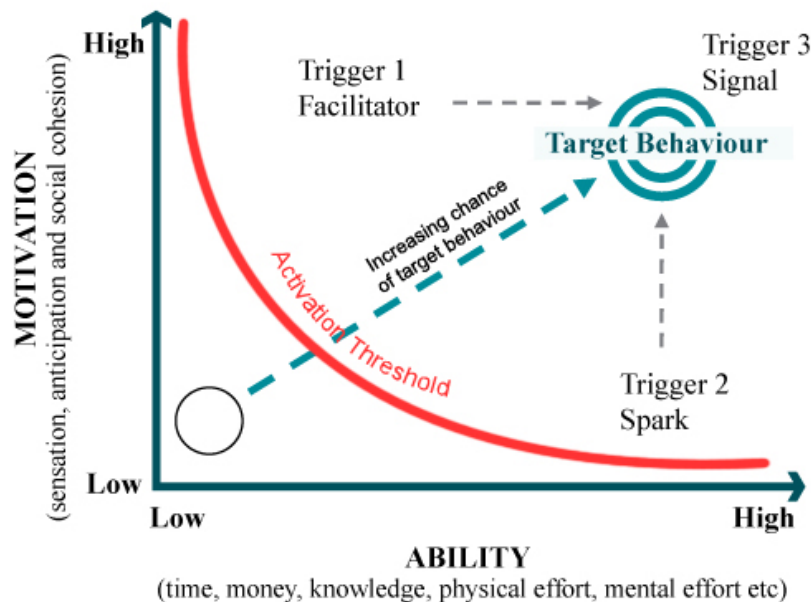 High
Trigger 1
Facilitator
Trigger 3
Signal
Target Behaviour
MOTIVATION
(sensation, anticipation and social cohesion)
Increasing chance
of target behaviour
Activation Threshold
Trigger 2
Spark
Low
Low
High
ABILITY
(time, money, knowledge, physical effort, mental effort etc)